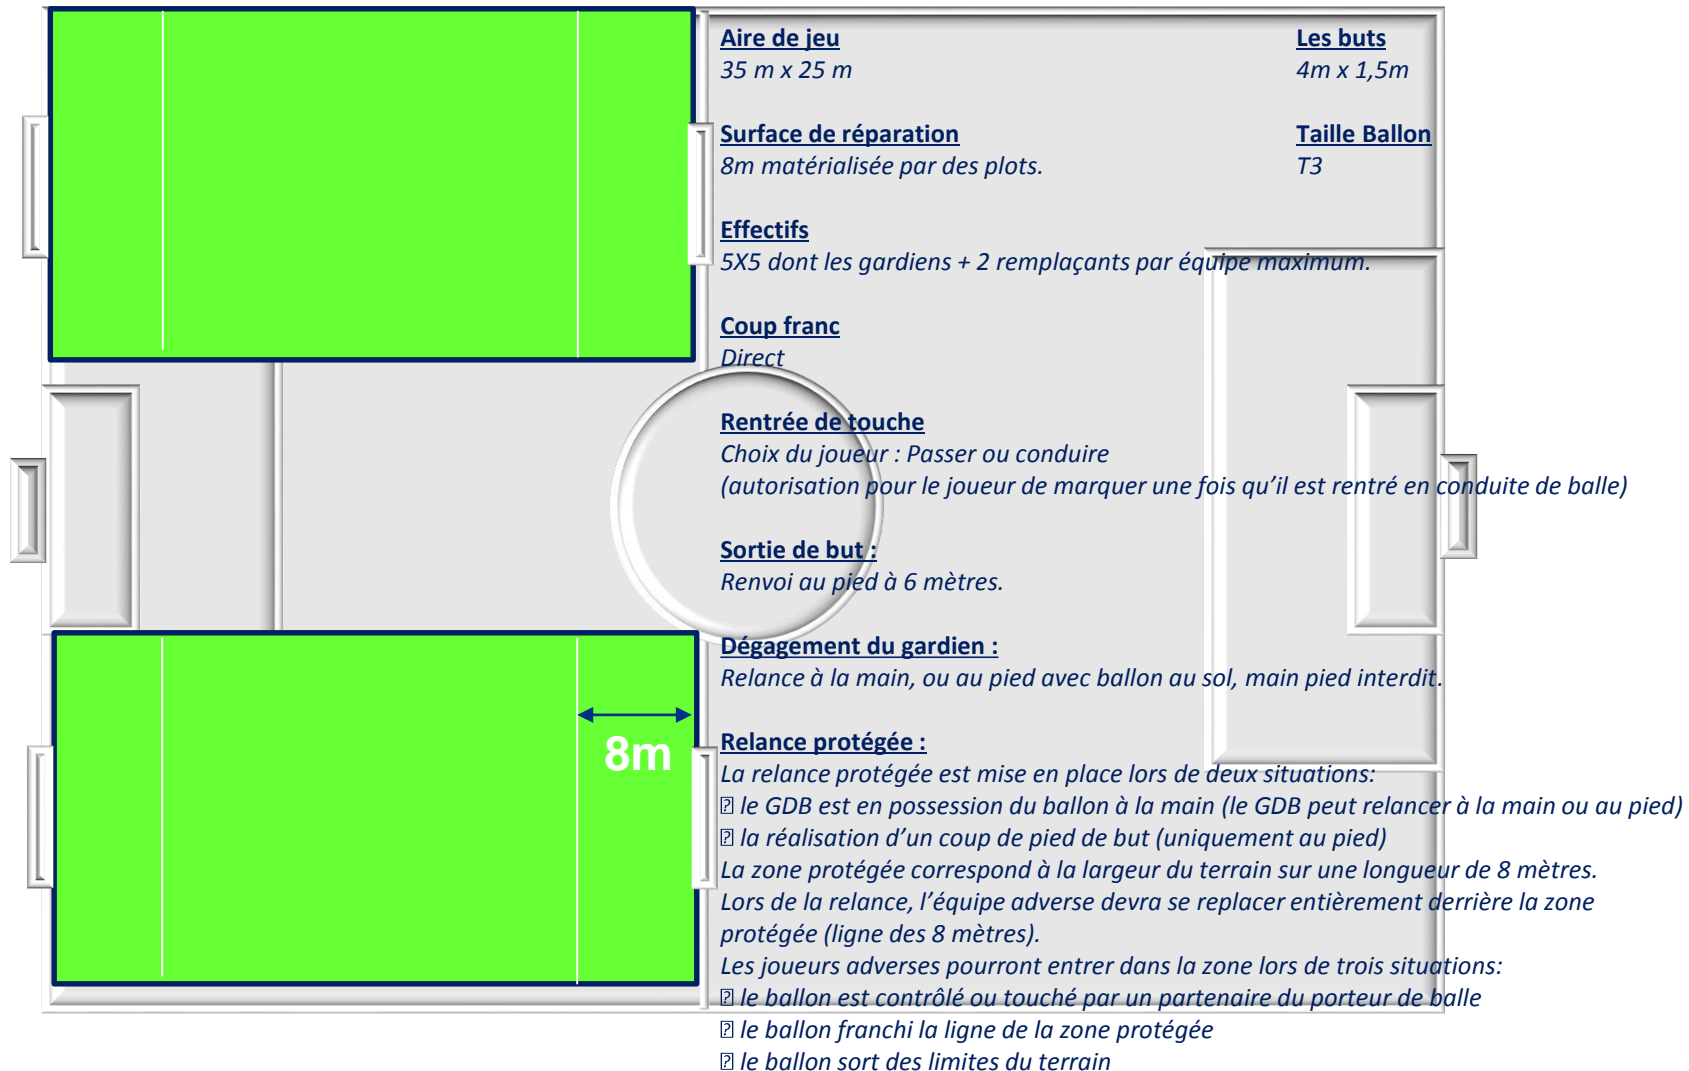 Aire de jeu
35 m x 25 m
Les buts
4m x 1,5m
Surface de réparation
8m matérialisée par des plots.
Taille Ballon
T3
Effectifs
5X5 dont les gardiens + 2 remplaçants par équipe maximum.
Coup franc
Direct
Rentrée de touche
Choix du joueur : Passer ou conduire
(autorisation pour le joueur de marquer une fois qu’il est rentré en conduite de balle)
Sortie de but :
Renvoi au pied à 6 mètres.
Dégagement du gardien :
Relance à la main, ou au pied avec ballon au sol, main pied interdit.
8m
Relance protégée :
La relance protégée est mise en place lors de deux situations:
⍰ le GDB est en possession du ballon à la main (le GDB peut relancer à la main ou au pied)
⍰ la réalisation d’un coup de pied de but (uniquement au pied)
La zone protégée correspond à la largeur du terrain sur une longueur de 8 mètres.
Lors de la relance, l’équipe adverse devra se replacer entièrement derrière la zone
protégée (ligne des 8 mètres).
Les joueurs adverses pourront entrer dans la zone lors de trois situations:
⍰ le ballon est contrôlé ou touché par un partenaire du porteur de balle
⍰ le ballon franchi la ligne de la zone protégée
⍰ le ballon sort des limites du terrain